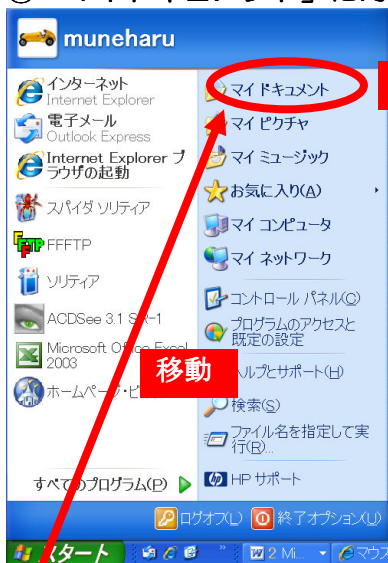 muneharu
インターネット
Internet Explorer
電子メール
Outlook Express
Internet Explorer ブ
ラウザの起動
スパイダ ソリティア
FFFTP
ソリティア
ACDSee 3.1 SR-1
Microsoft Office Excel
2003
ホームページ・ビ
すべてのプログラム(P)
マイ ドキュメント
マイ ピクチャ
マイ ミュージック
お気に入り(A)
マイ コンピュータ
マイ ネットワーク
コントロール パネル(C)
プログラムのアクセスと
既定の設定
ヘルプとサポート(H)
検索(S)
ファイル名を指定して実
行(R)...
HP サポート
移動
ログオフ(L)
終了オプション(U)
スタート
2 Mi...
マウス